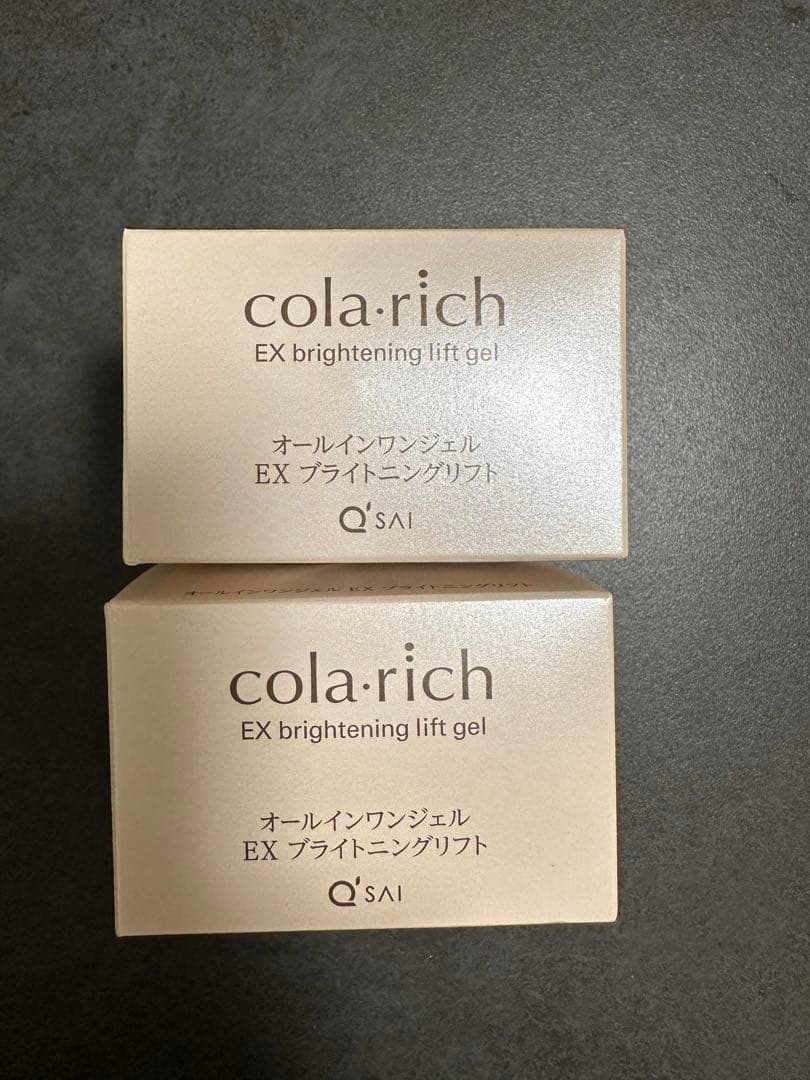 cola·rich
EX brightening lift gel
オールインワンジェル
EX ブライトニングリフト
Q'SAI
オールインワンジェル EX ブライトニングリフト
cola·rich
EX brightening lift gel
オールインワンジェル
EX ブライトニングリフト
Q'SAI